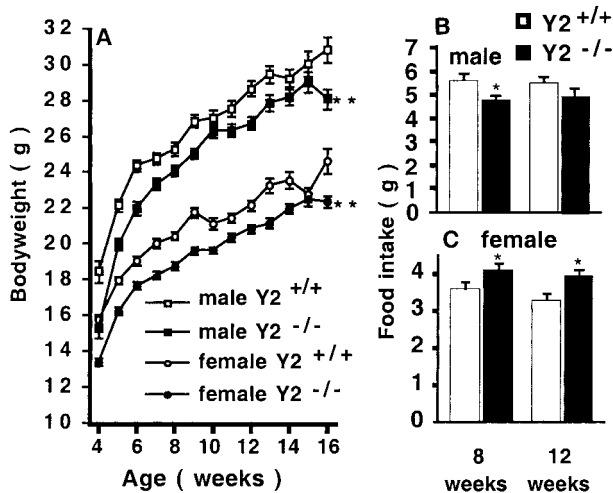 A
Bodyweight ( g )
32
30
28
26
24
22
20
18
16
14
12
10
4
6
8
10
12
14
16
Age ( weeks )
* *
* *
male Y2 +/+
male Y2 -/-
female Y2 +/+
female Y2 -/-
Y2 +/+
Y2 -/-
B
male
7
6
5
4
3
2
1
0
*
Food intake ( g )
C
female
4
3
2
1
0
*
*
8
weeks
12
weeks